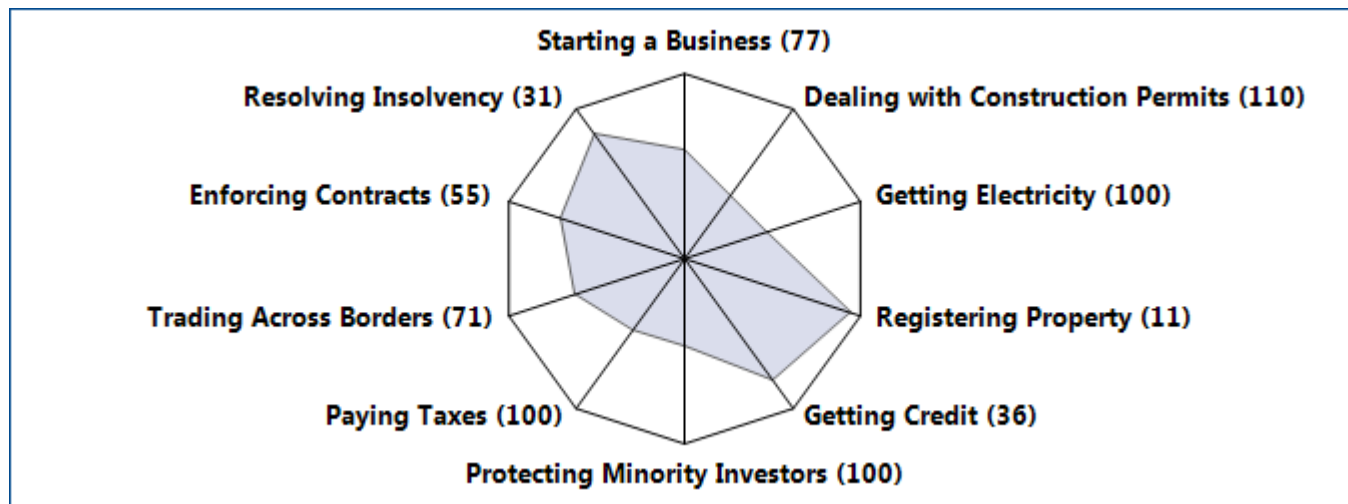 Starting a Business (77)
Resolving Insolvency (31)
Dealing with Construction Permits (110)
Enforcing Contracts (55)
Getting Electricity (100)
Trading Across Borders (71)
Registering Property (11)
Paying Taxes (100)
Getting Credit (36)
Protecting Minority Investors (100)